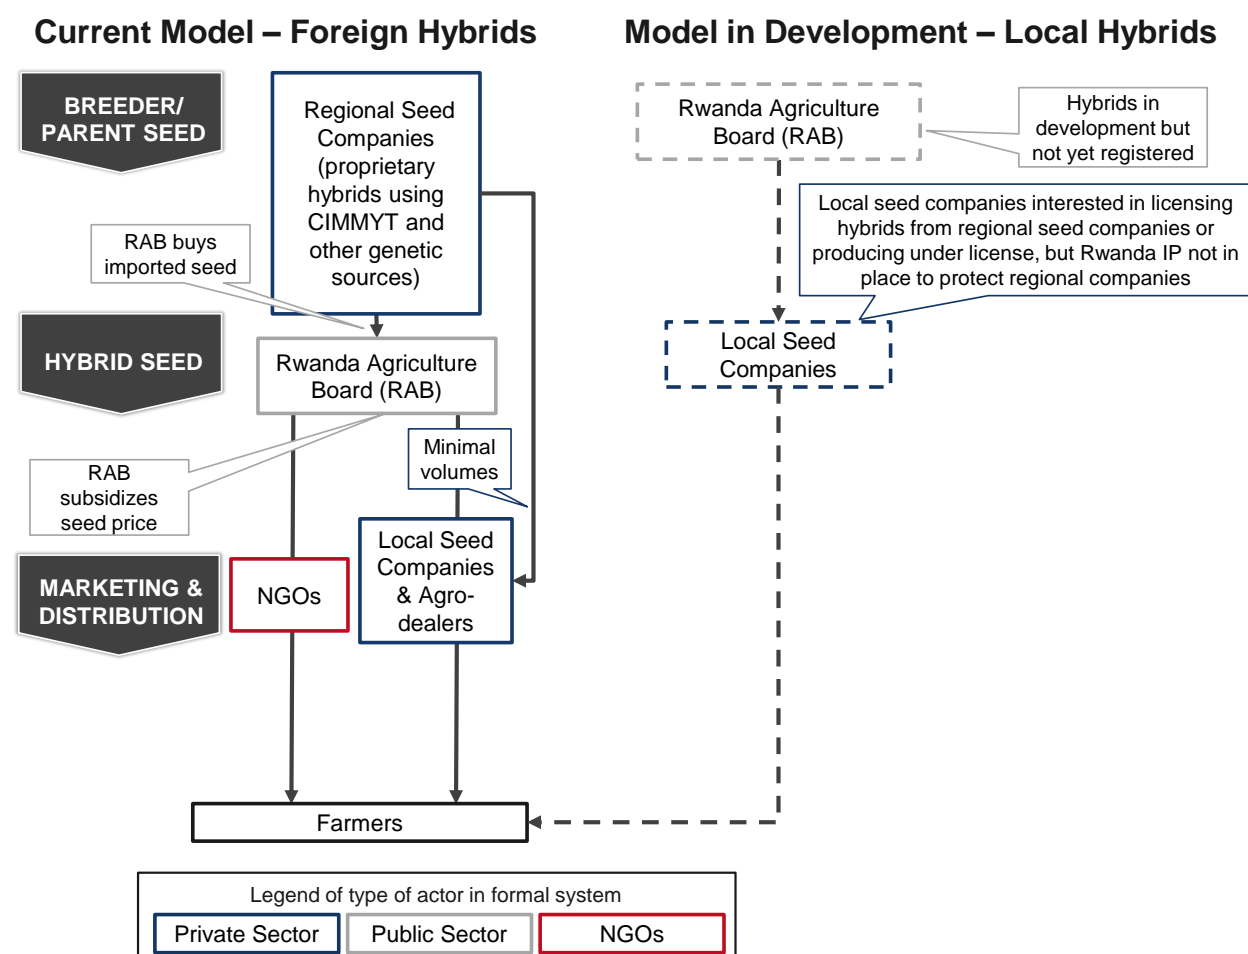 Current Model – Foreign Hybrids
Model in Development – Local Hybrids
BREEDER/
PARENT SEED
Regional Seed
Companies
(proprietary
hybrids using
CIMMYT and
other genetic
sources)
Rwanda Agriculture
Board (RAB)
Hybrids in
development but
not yet registered
RAB buys
imported seed
Local seed companies interested in licensing
hybrids from regional seed companies or
producing under license, but Rwanda IP not in
place to protect regional companies
HYBRID SEED
Rwanda Agriculture
Board (RAB)
Local Seed
Companies
RAB
subsidizes
seed price
Minimal
volumes
MARKETING &
DISTRIBUTION
NGOs
Local Seed
Companies
& Agro-
dealers
Farmers
Legend of type of actor in formal system
Private Sector
Public Sector
NGOs